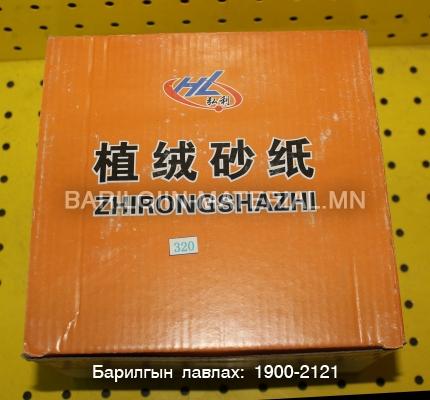 HL
弘利
植绒砂纸
BARILGIIN-MATERIAL.MN
ZHIRONGSHAZHI
320
Барилгын лавлах: 1900-2121